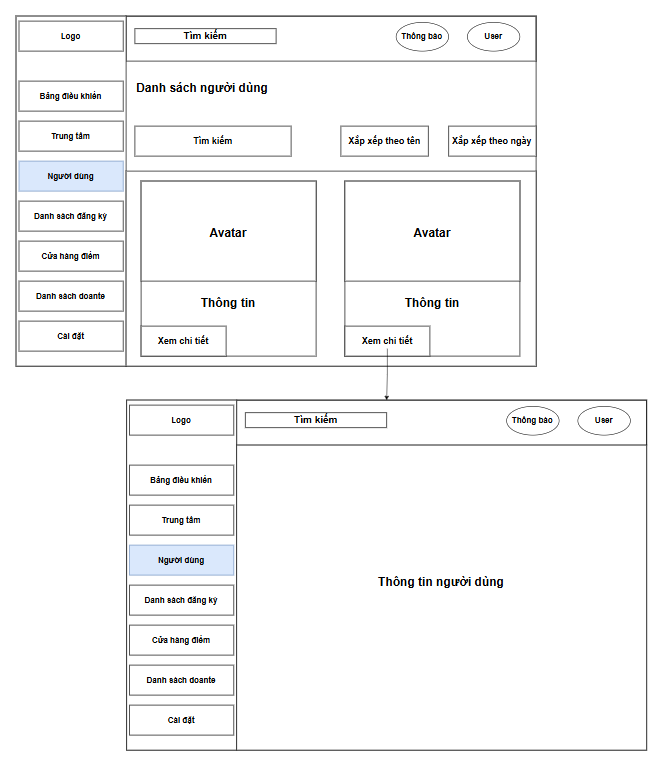 Logo
Tìm kiếm
Thông báo
User
Bảng điều khiển
Trung tâm
Người dùng
Danh sách đăng ký
Cửa hàng điểm
Danh sách doante
Cài đặt
Danh sách người dùng
Tìm kiếm
Xắp xếp theo tên
Xắp xếp theo ngày
Avatar
Thông tin
Xem chi tiết
Avatar
Thông tin
Xem chi tiết
Logo
Tìm kiếm
Thông báo
User
Bảng điều khiển
Trung tâm
Người dùng
Danh sách đăng ký
Cửa hàng điểm
Danh sách doante
Cài đặt
Thông tin người dùng